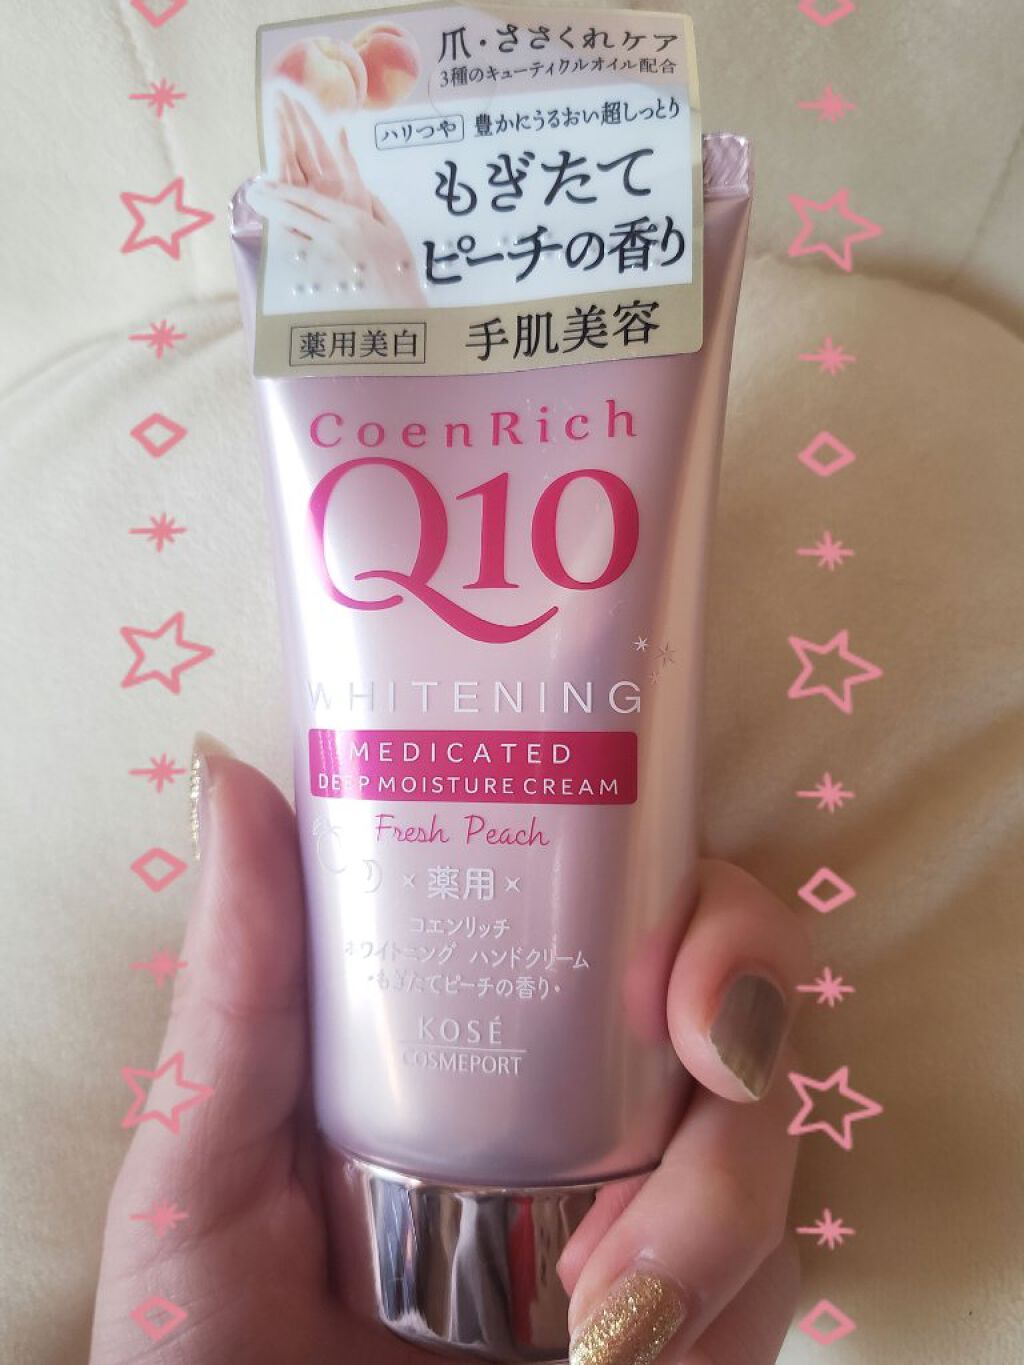 爪・ささくれケア
3種のキューティクルオイル配合
ハリつや 豊かにうるおい超しっとり
もぎたて
ピーチの香り
薬用美白 手肌美容
CoenRich
Q10
WHITENING
MEDICATED
DEEP MOISTURE CREAM
Fresh Peach
×薬用×
コエンリッチ
ホワイトニング ハンドクリーム
・もぎたてピーチの香り・
KOSÉ
COSMEPORT